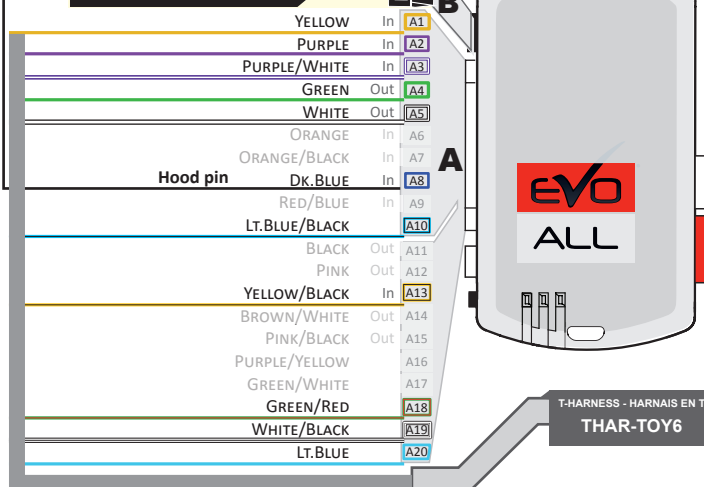 B
YELLOW In A1
PURPLE In A2
PURPLE/WHITE In A3
GREEN Out A4
WHITE Out A5
ORANGE In A6
ORANGE/BLACK In A7
A
Hood pin DK.BLUE In A8
RED/BLUE In A9
LT.BLUE/BLACK A10
BLACK Out A11
PINK Out A12
YELLOW/BLACK In A13
BROWN/WHITE Out A14
PINK/BLACK Out A15
PURPLE/YELLOW A16
GREEN/WHITE A17
GREEN/RED A18
WHITE/BLACK A19
LT.BLUE A20
EVO
ALL
T-HARNESS - HARNAIS EN T
THAR-TOY6